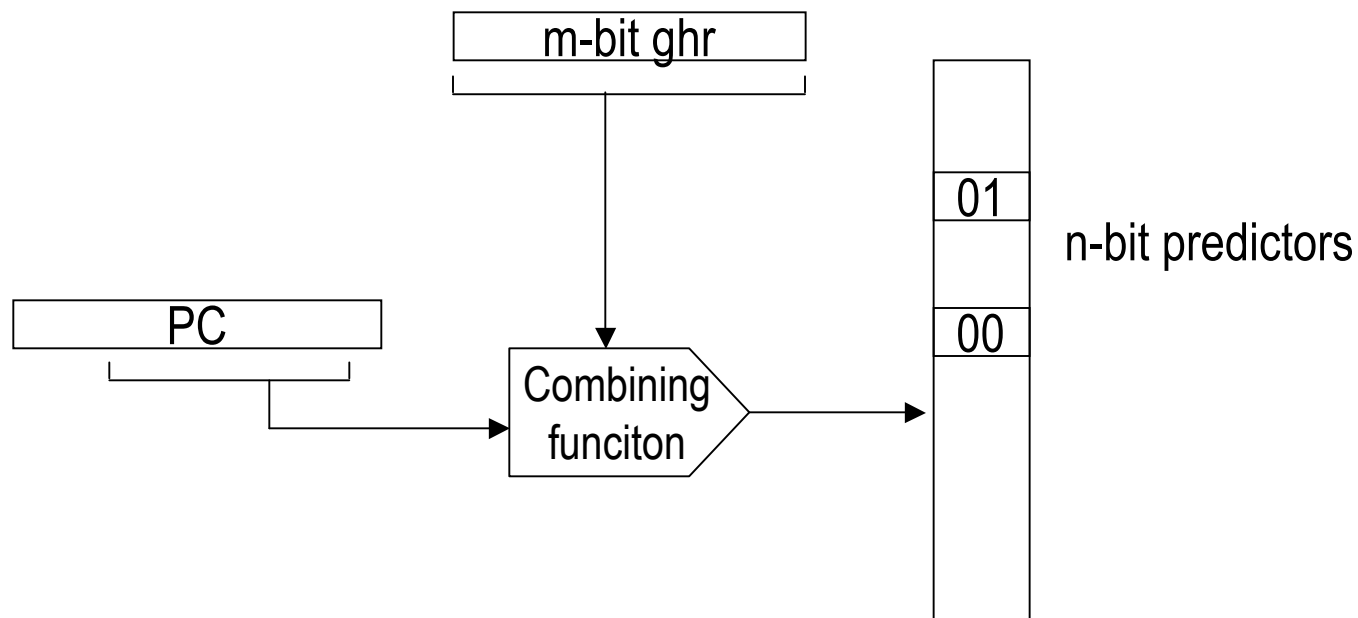 m-bit ghr
01
n-bit predictors
PC
00
Combining
funciton